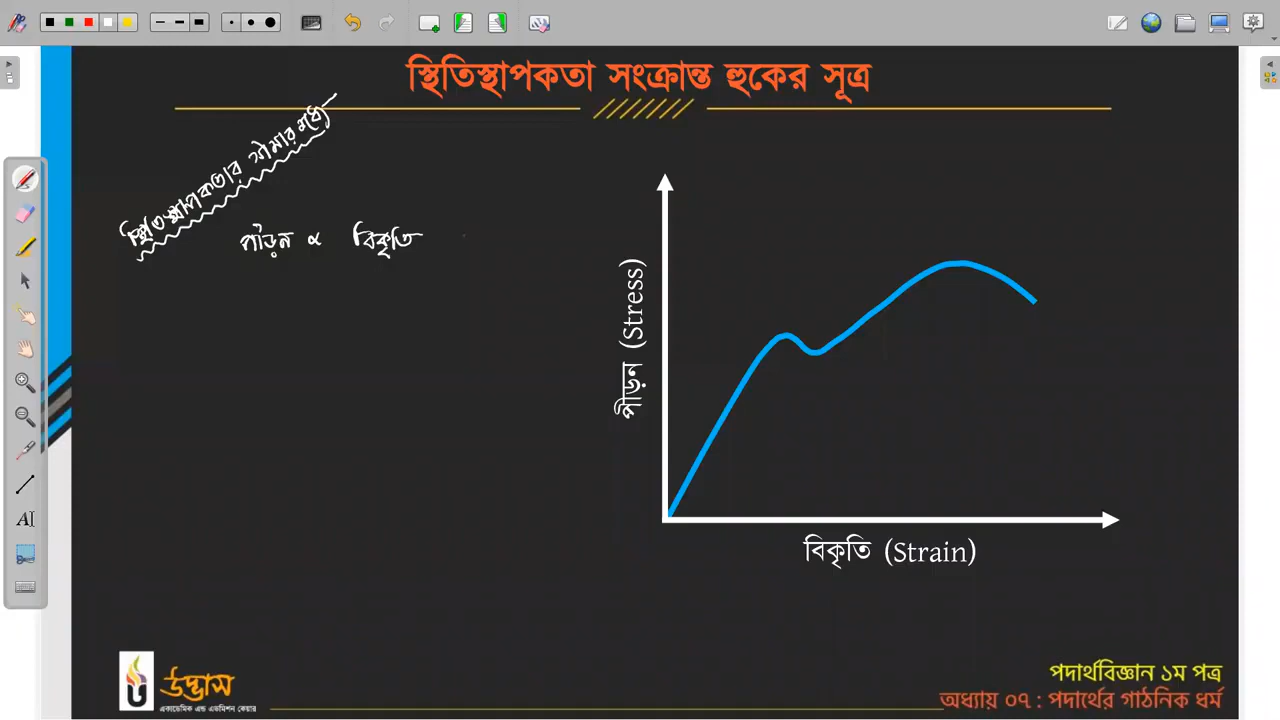 স্থিতিস্থাপকতা সংক্রান্ত হুকের সূত্র
স্থিতিস্থাপকতার সীমার মধ্যে
পীড়ন ∝ বিকৃতি
পীড়ন (Stress)
বিকৃতি (Strain)
উদ্ভাস
একাডেমিক এন্ড এডমিশন কেয়ার
পদার্থবিজ্ঞান ১ম পত্র
অধ্যায় ০৭ : পদার্থের গাঠনিক ধর্ম